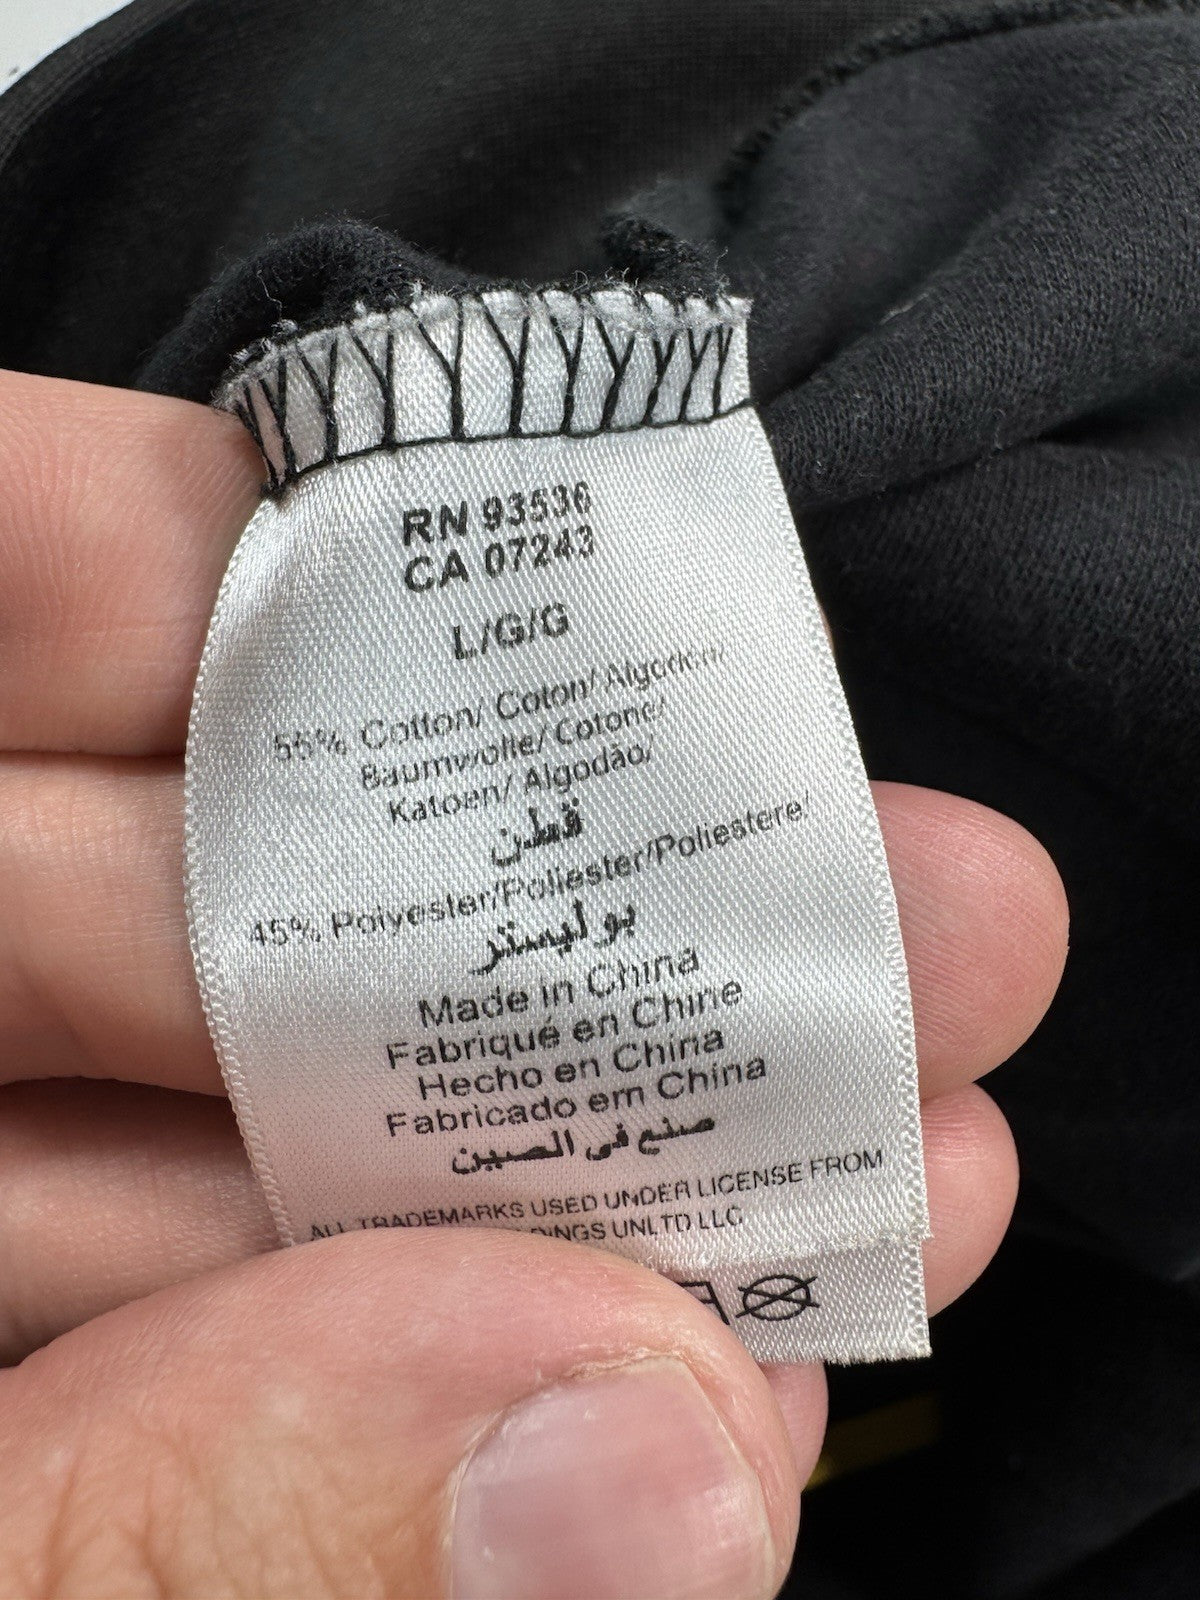 RN 93536
CA 07243
L/G/G
55% Cotton/ Coton/ Algodón/
Baumwolle/ Cotone/
Katoen/ Algodão/
قطن
45% Polyester/Poliester/Poliestere/
بوليستر
Made in China
Fabriqué en Chine
Hecho en China
Fabricado em China
صنع في الصين
ALL TRADEMARKS USED UNDER LICENSE FROM
UNLTD LLC